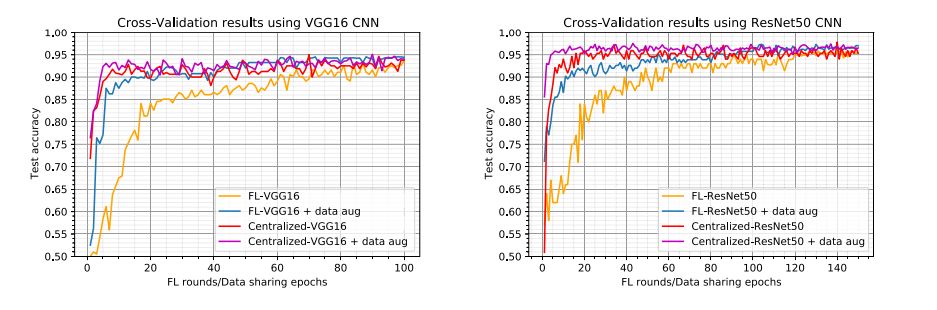 Cross-Validation results using VGG16 CNN
1.00
0.95
0.90
0.85
0.80
0.75
0.70
0.65
0.60
0.55
0.50
Test accuracy
FL-VGG16
FL-VGG16 + data aug
Centralized-VGG16
Centralized-VGG16 + data aug
0 20 40 60 80 100
FL rounds/Data sharing epochs
Cross-Validation results using ResNet50 CNN
1.00
0.95
0.90
0.85
0.80
0.75
0.70
0.65
0.60
0.55
0.50
Test accuracy
FL-ResNet50
FL-ResNet50 + data aug
Centralized-ResNet50
Centralized-ResNet50 + data aug
0 20 40 60 80 100 120 140
FL rounds/Data sharing epochs